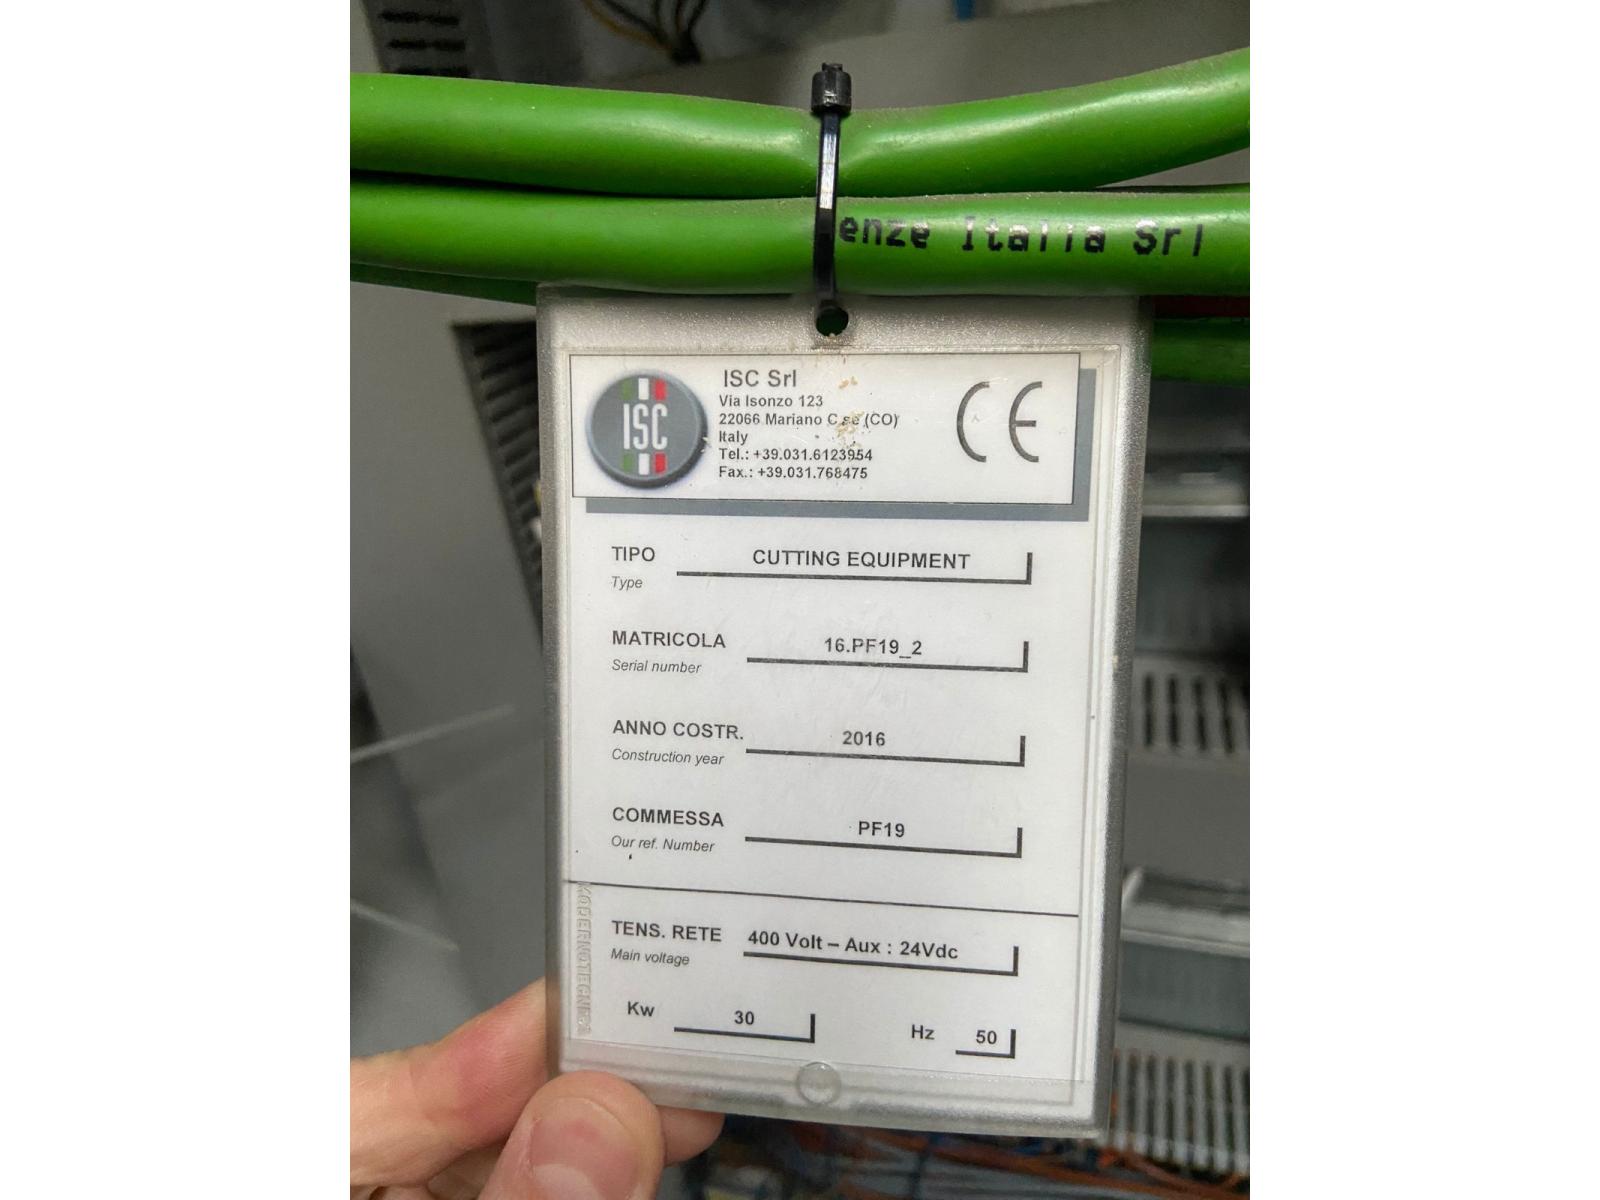 enze Italia Srl
ISC
ISC Srl
Via Isonzo 123
22066 Mariano C.se (CO)
Italy
Tel.: +39.031.6123954
Fax.: +39.031.768475
CE
TIPO CUTTING EQUIPMENT
Type
MATRICOLA 16.PF19_2
Serial number
ANNO COSTR. 2016
Construction year
COMMESSA PF19
Our ref. Number
TENS. RETE 400 Volt – Aux : 24Vdc
Main voltage
Kw 30 Hz 50